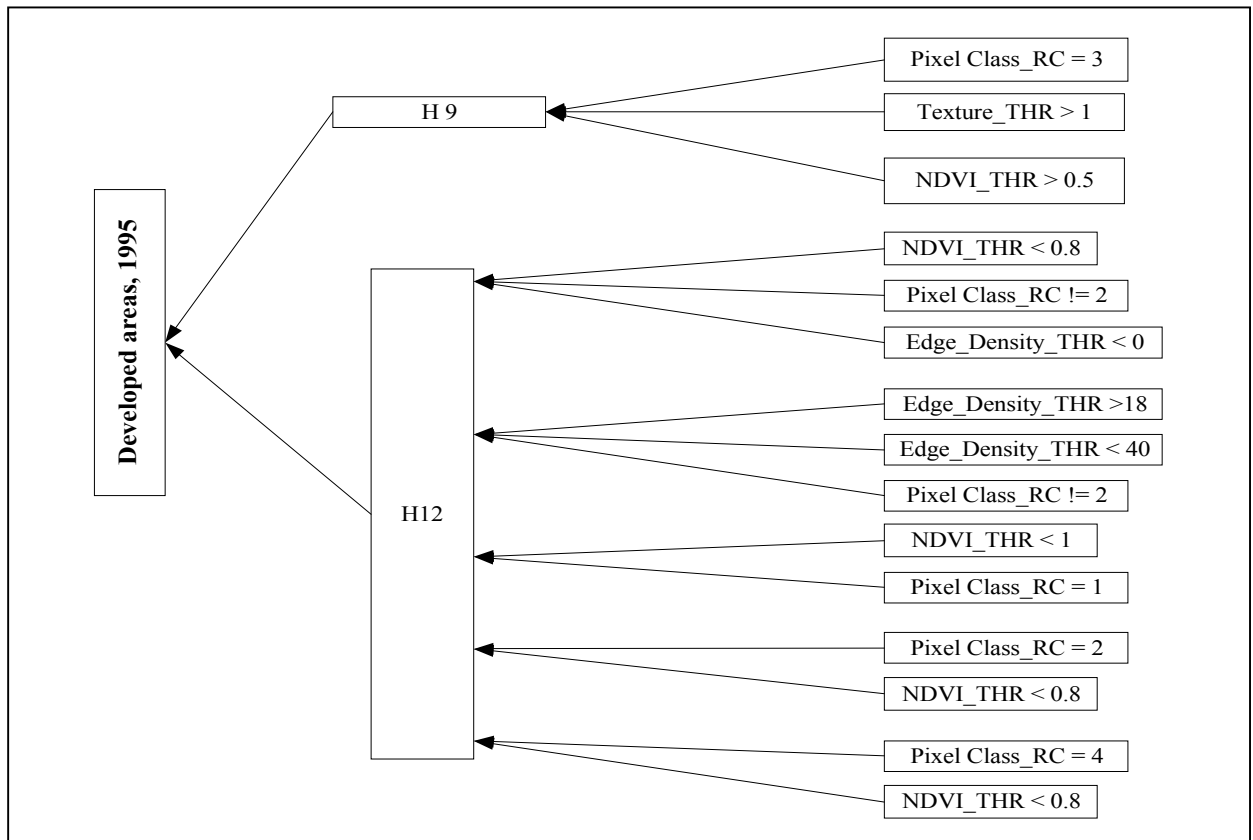 Pixel Class_RC = 3
H 9
Texture_THR > 1
NDVI_THR > 0.5
Developed areas, 1995
NDVI_THR < 0.8
Pixel Class_RC != 2
Edge_Density_THR < 0
Edge_Density_THR >18
Edge_Density_THR < 40
Pixel Class_RC != 2
H12
NDVI_THR < 1
Pixel Class_RC = 1
Pixel Class_RC = 2
NDVI_THR < 0.8
Pixel Class_RC = 4
NDVI_THR < 0.8